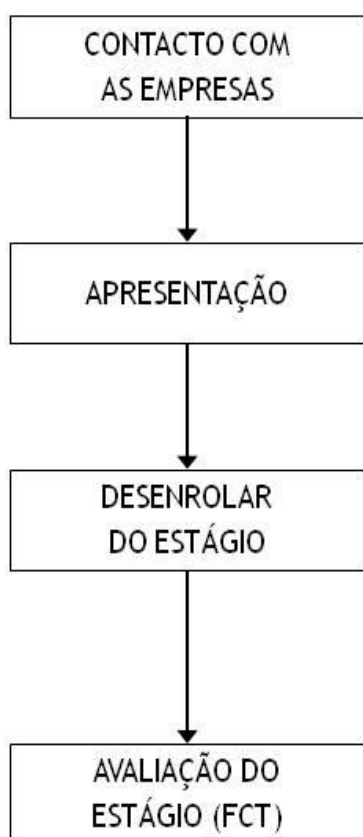 CONTACTO COM
AS EMPRESAS
APRESENTAÇÃO
DESENROLAR
DO ESTÁGIO
AVALIAÇÃO DO
ESTÁGIO (FCT)